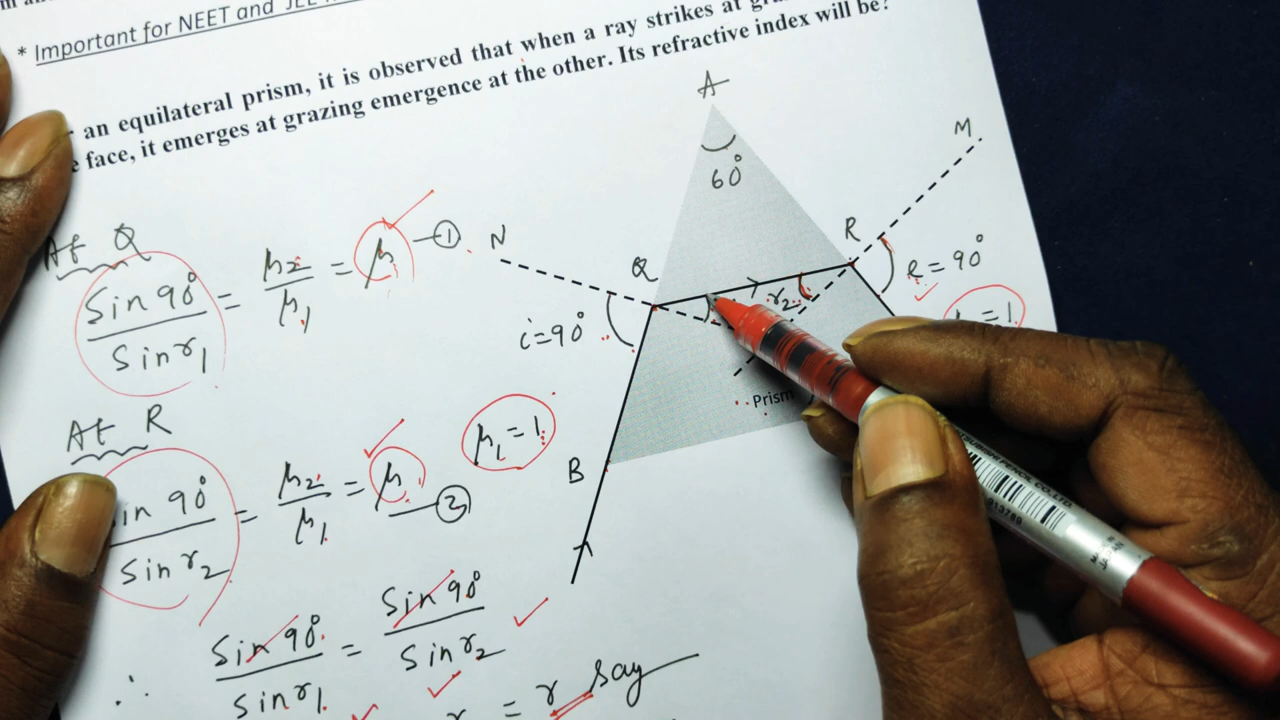 * Important for NEET and JEE
an equilateral prism, it is observed that when a ray strikes at
face, it emerges at grazing emergence at the other. Its refractive index will be?
A
60°
M
N
Q
R
i=90°
r₂
e = 90°
= 1
Prism
B
At Q
Sin 90° / Sin r₁ = μ₂ / μ₁ = μ — ①
At R
Sin 90° / Sin r₂ = μ₂ / μ₁ = μ — ②
μ₁ = 1
∴ Sin 90° / Sin r₁ = Sin 90° / Sin r₂
= r say